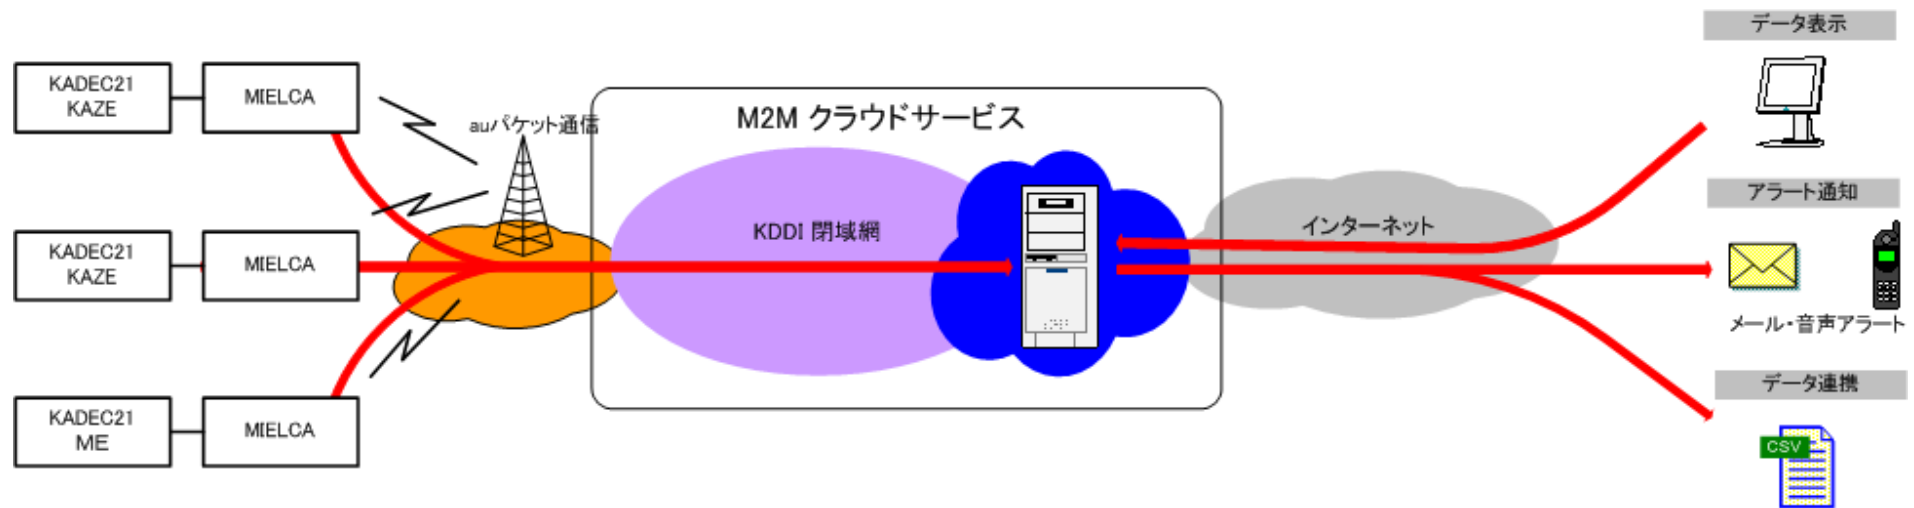 データ表示
KADEC21
KAZE
MIELCA
auパケット通信
M2M クラウドサービス
アラート通知
KADEC21
KAZE
MIELCA
KDDI 閉域網
インターネット
メール・音声アラート
データ連携
KADEC21
ME
MIELCA
CSV